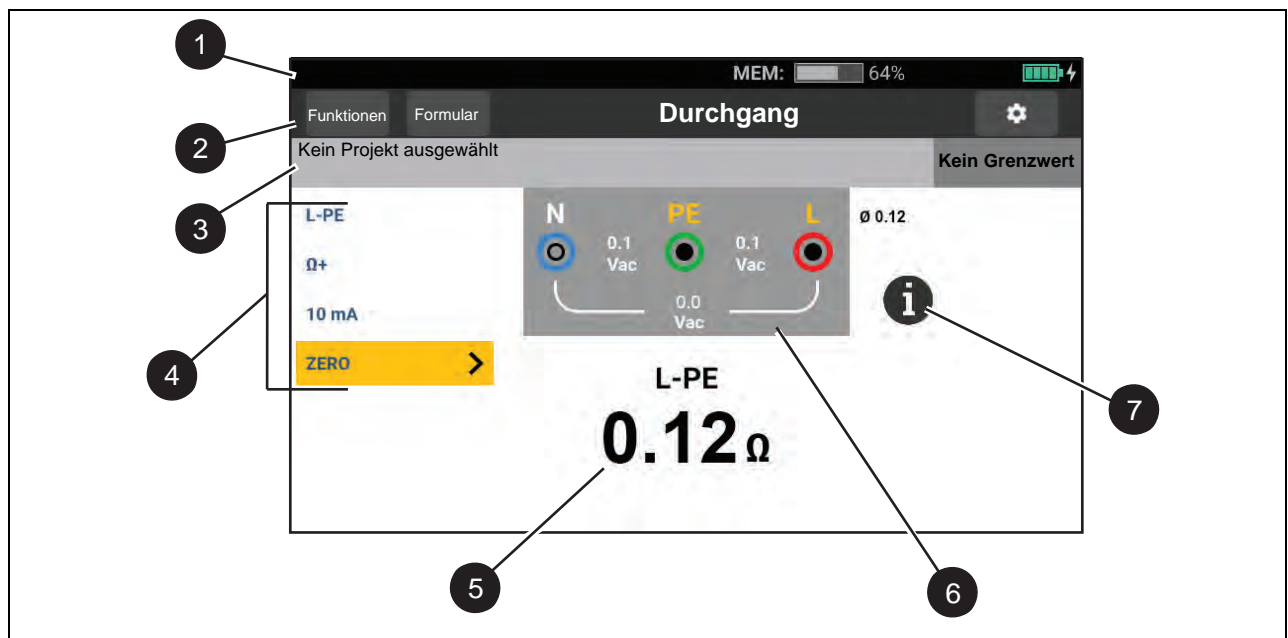 1
MEM: 64%
2
Funktionen Formular Durchgang
3
Kein Projekt ausgewählt Kein Grenzwert
4
L-PE
Ω+
10 mA
ZERO
N PE L
0.1 Vac
0.1 Vac
0.0 Vac
Ø 0.12
i
L-PE
0.12 Ω
5
6
7